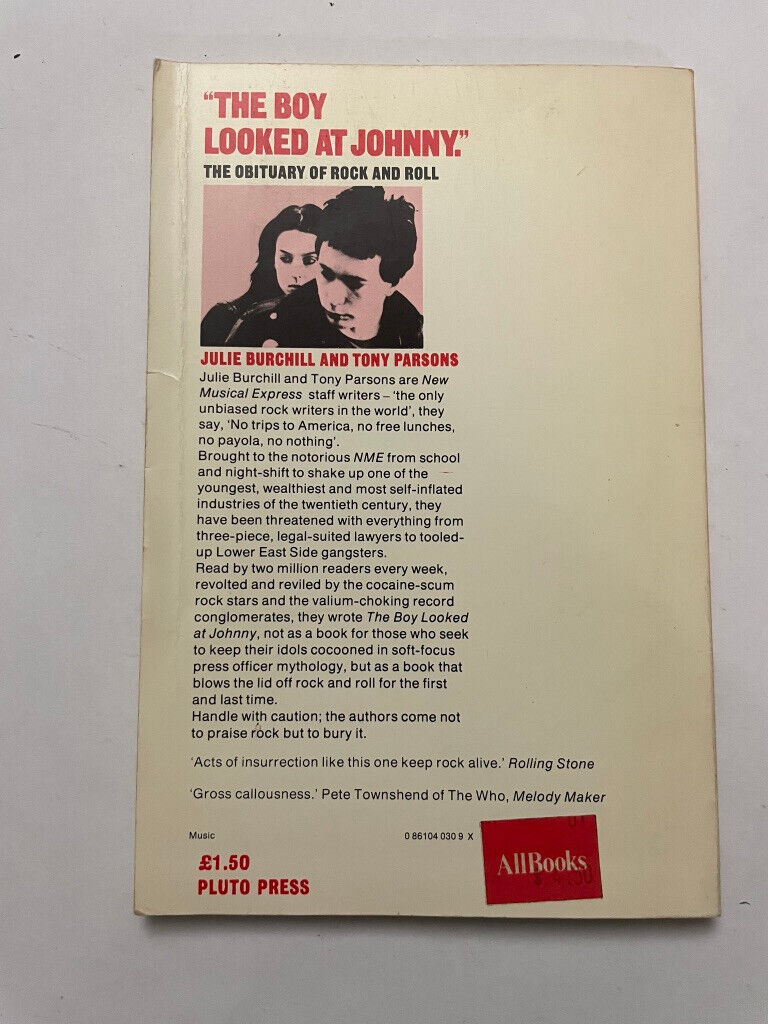 “THE BOY
LOOKED AT JOHNNY.”
THE OBITUARY OF ROCK AND ROLL
JULIE BURCHILL AND TONY PARSONS
Julie Burchill and Tony Parsons are New
Musical Express staff writers – ‘the only
unbiased rock writers in the world’, they
say, ‘No trips to America, no free lunches,
no payola, no nothing’.
Brought to the notorious NME from school
and night-shift to shake up one of the
youngest, wealthiest and most self-inflated
industries of the twentieth century, they
have been threatened with everything from
three-piece, legal-suited lawyers to tooled-
up Lower East Side gangsters.
Read by two million readers every week,
revolted and reviled by the cocaine-scum
rock stars and the valium-choking record
conglomerates, they wrote The Boy Looked
at Johnny, not as a book for those who seek
to keep their idols cocooned in soft-focus
press officer mythology, but as a book that
blows the lid off rock and roll for the first
and last time.
Handle with caution; the authors come not
to praise rock but to bury it.
‘Acts of insurrection like this one keep rock alive.’ Rolling Stone
‘Gross callousness.’ Pete Townshend of The Who, Melody Maker
Music 0 86104 030 9 X
£1.50
PLUTO PRESS
AllBooks